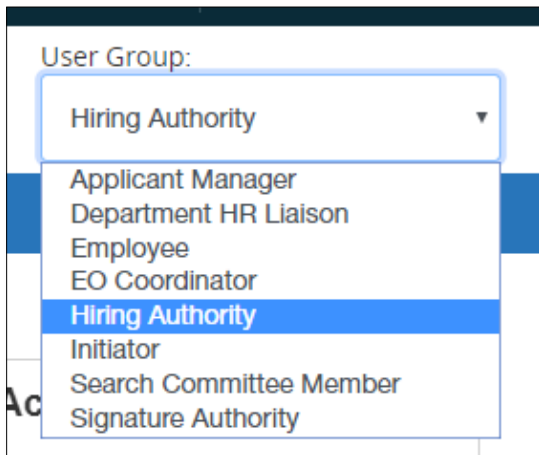 User Group:
Hiring Authority
Applicant Manager
Department HR Liaison
Employee
EO Coordinator
Hiring Authority
Initiator
Search Committee Member
Ac
Signature Authority